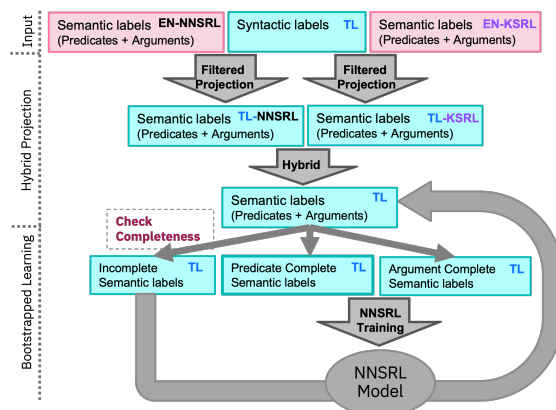 Input
Semantic labels EN-NNSRL
(Predicates + Arguments)
Syntactic labels TL
Semantic labels EN-KSRL
(Predicates + Arguments)
Filtered
Projection
Filtered
Projection
Hybrid Projection
Semantic labels TL-NNSRL
(Predicates + Arguments)
Semantic labels TL-KSRL
(Predicates + Arguments)
Hybrid
Semantic labels TL
(Predicates + Arguments)
Check
Completeness
Bootstrapped Learning
Incomplete TL
Semantic labels
Predicate Complete TL
Semantic labels
Argument Complete TL
Semantic labels
NNSRL
Training
NNSRL
Model